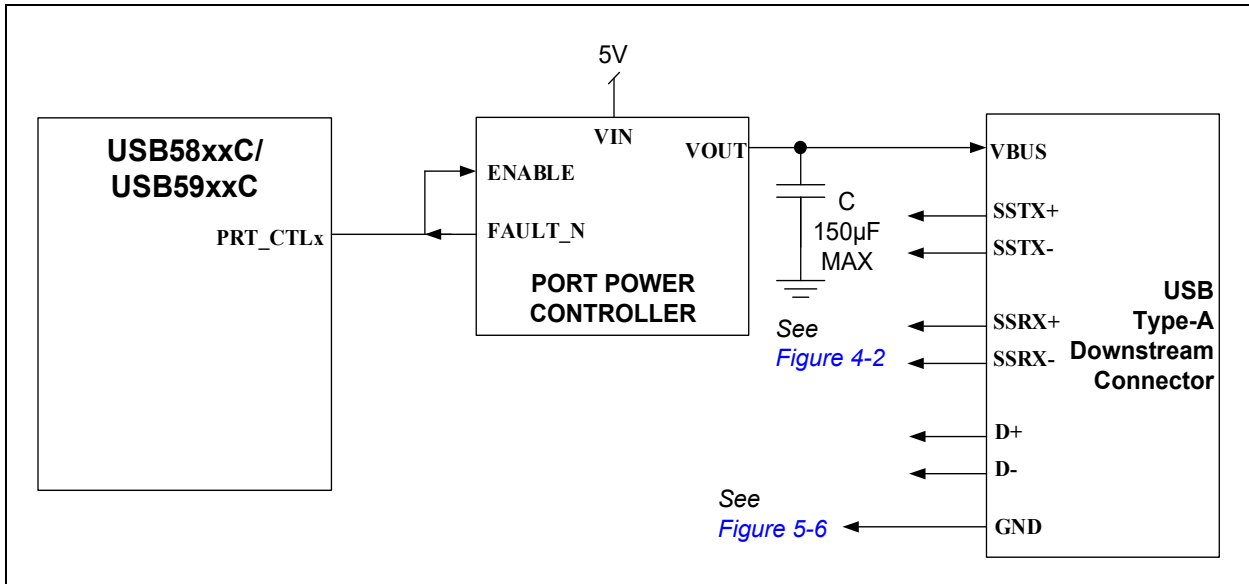 USB58xxC/
USB59xxC
PRT_CTLx
5V
VIN
VOUT
ENABLE
FAULT_N
PORT POWER
CONTROLLER
C
150µF
MAX
See
Figure 4-2
See
Figure 5-6
VBUS
SSTX+
SSTX-
SSRX+
SSRX-
D+
D-
GND
USB
Type-A
Downstream
Connector